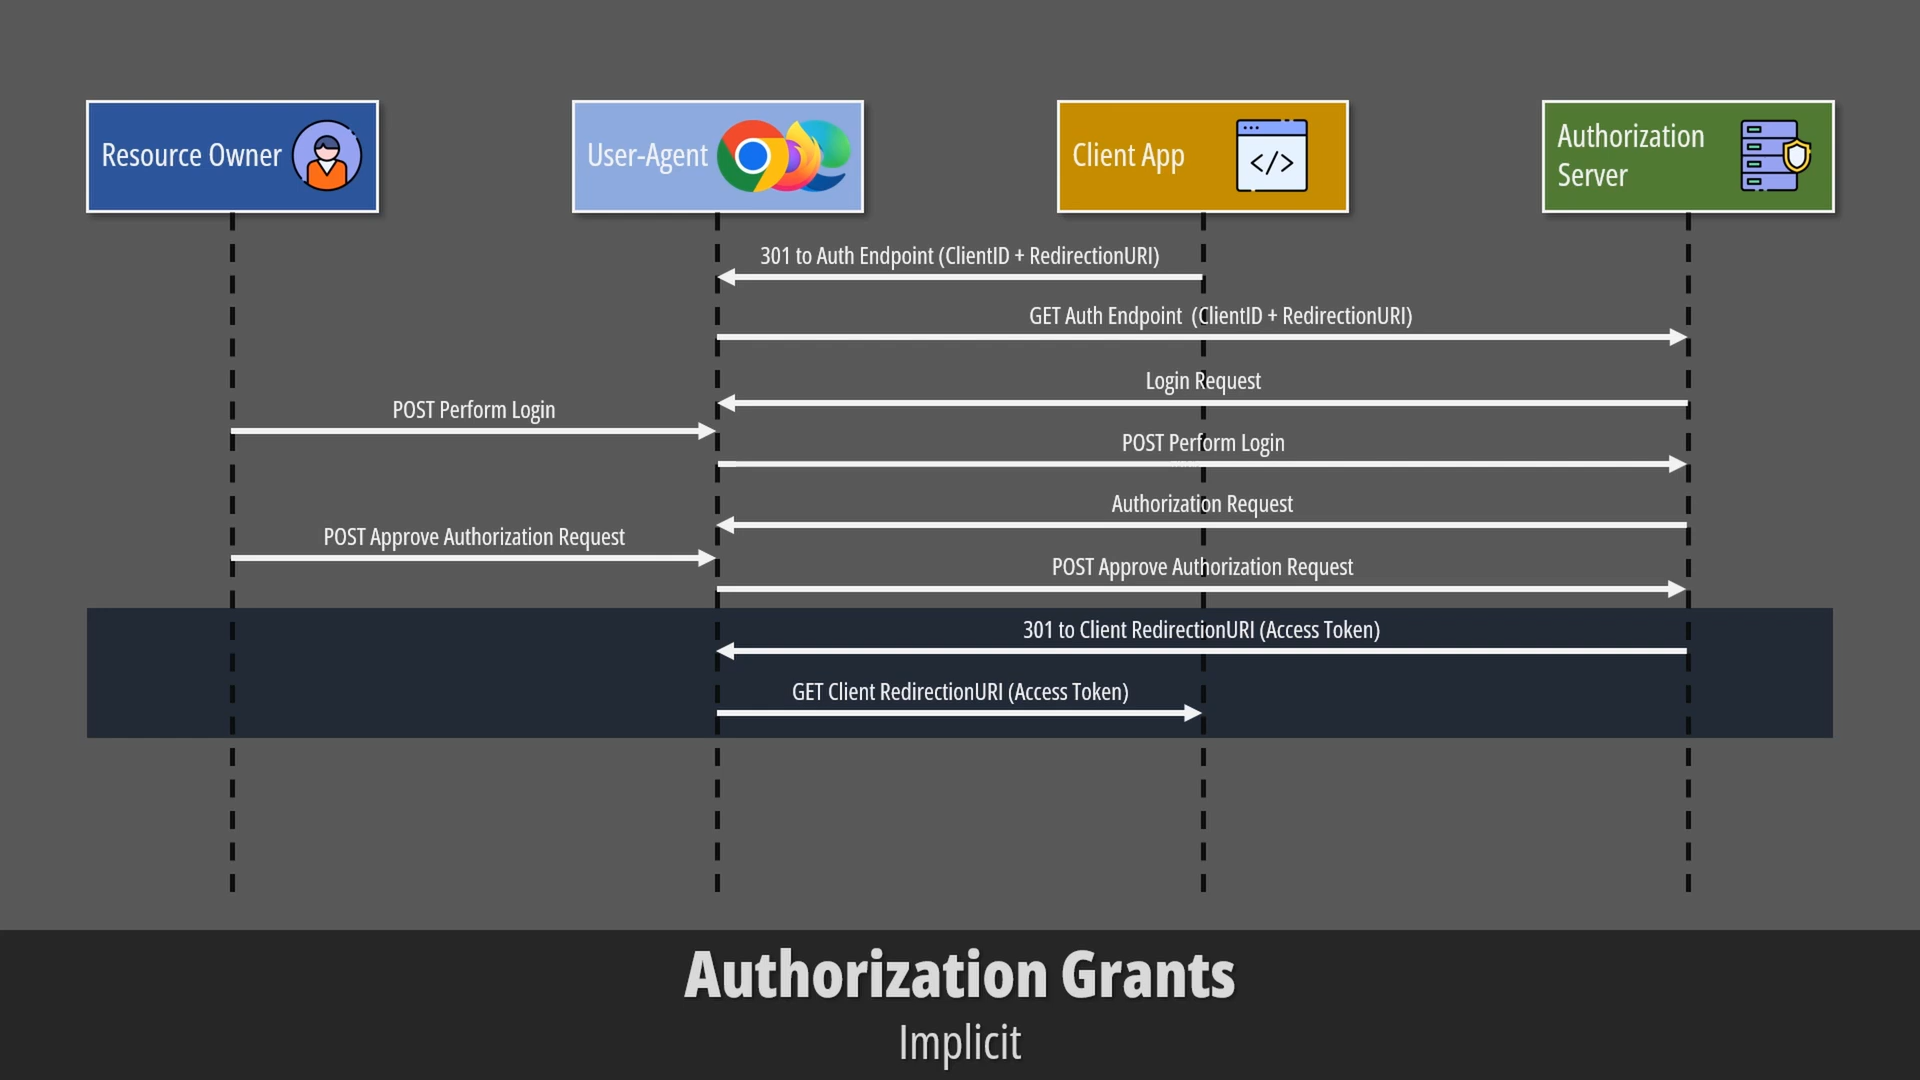 Resource Owner
User-Agent
Client App
Authorization
Server
301 to Auth Endpoint (ClientID + RedirectionURI)
GET Auth Endpoint (ClientID + RedirectionURI)
Login Request
POST Perform Login
POST Perform Login
Authorization Request
POST Approve Authorization Request
POST Approve Authorization Request
301 to Client RedirectionURI (Access Token)
GET Client RedirectionURI (Access Token)
Authorization Grants
Implicit